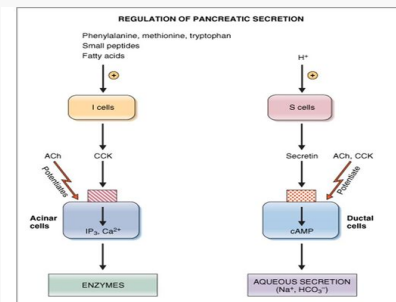 REGULATION OF PANCREATIC SECRETION
Phenylalanine, methionine, tryptophan
Small peptides
Fatty acids
H⁺
+
+
I cells
S cells
ACh
CCK
Secretin
ACh, CCK
Potentiates
Potentiate
Acinar
cells
IP₃, Ca²⁺
cAMP
Ductal
cells
ENZYMES
AQUEOUS SECRETION
(Na⁺, HCO₃⁻)